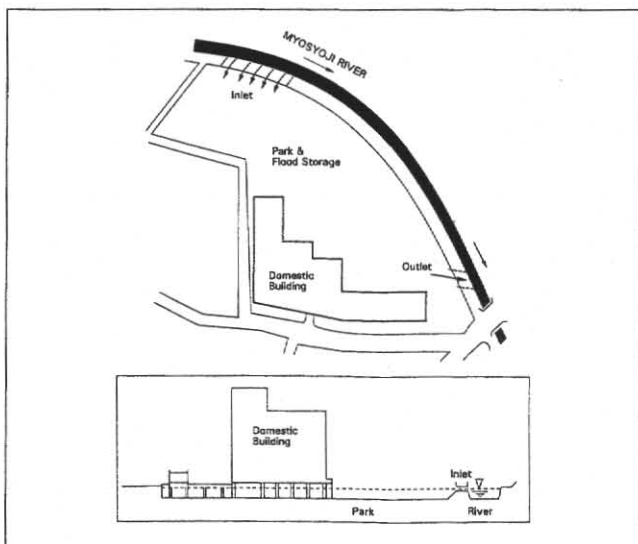 MYOSYOJI RIVER
Inlet
Park &
Flood Storage
Outlet
Domestic
Building
Domestic
Building
Inlet
Park
River